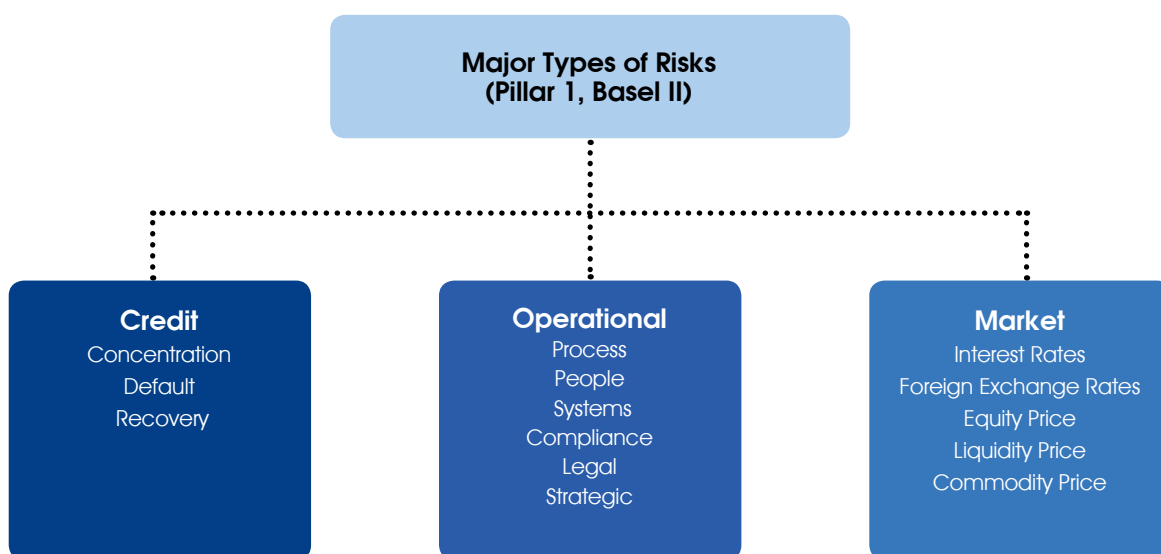 Major Types of Risks
(Pillar 1, Basel II)
Credit
Concentration
Default
Recovery
Operational
Process
People
Systems
Compliance
Legal
Strategic
Market
Interest Rates
Foreign Exchange Rates
Equity Price
Liquidity Price
Commodity Price